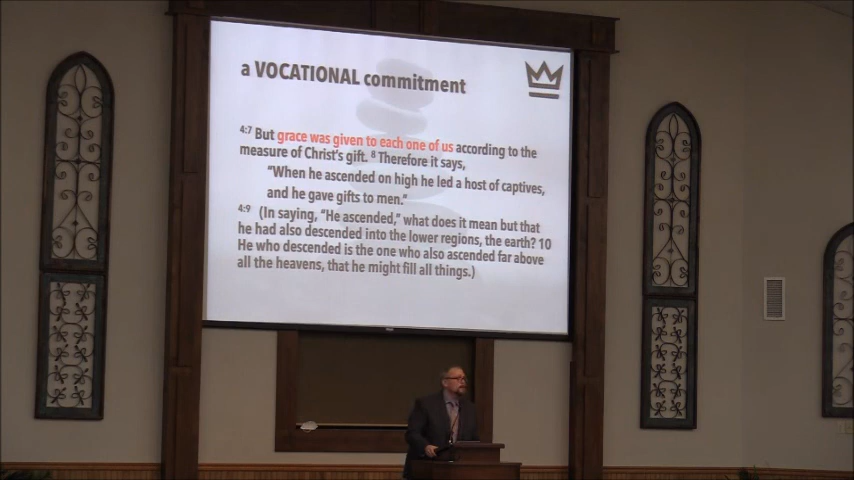 a VOCATIONAL commitment
4:7 But grace was given to each one of us according to the
measure of Christ's gift. 8 Therefore it says,
"When he ascended on high he led a host of captives,
and he gave gifts to men."
4:9 (In saying, "He ascended," what does it mean but that
he had also descended into the lower regions, the earth? 10
He who descended is the one who also ascended far above
all the heavens, that he might fill all things.)